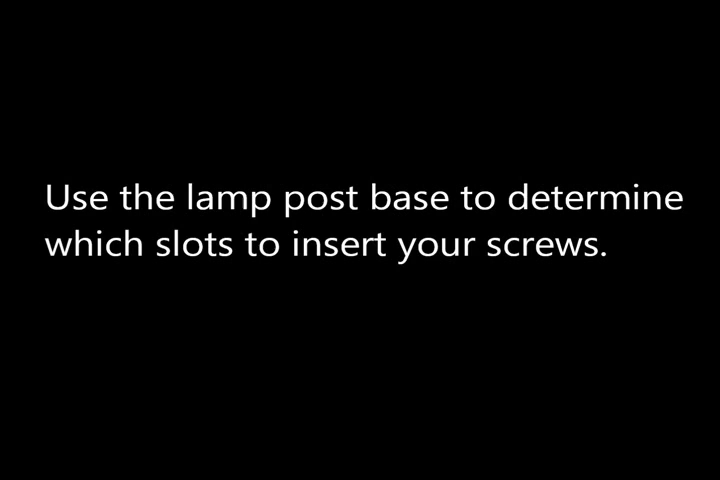 Use the lamp post base to determine
which slots to insert your screws.